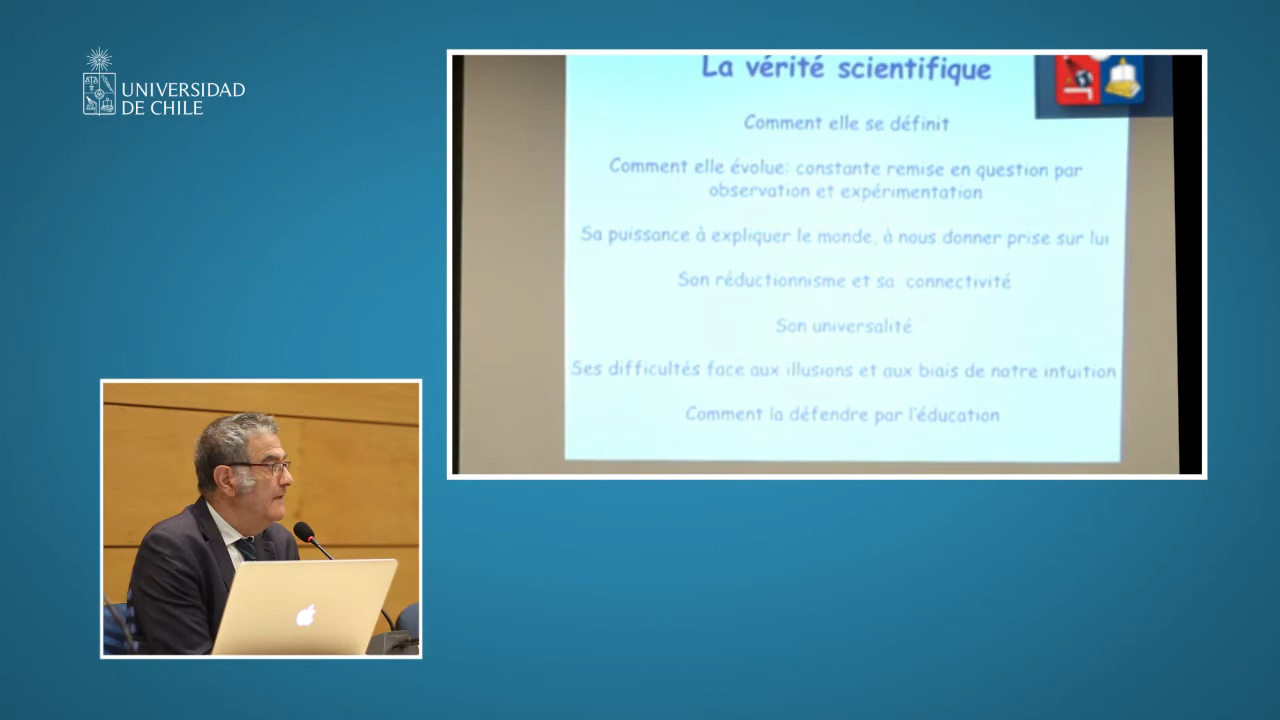 UNIVERSIDAD
DE CHILE
La vérité scientifique
Comment elle se définit
Comment elle évolue: constante remise en question par
observation et expérimentation
Sa puissance à expliquer le monde, à nous donner prise sur lui
Son réductionnisme et sa connectivité
Son universalité
Ses difficultés face aux illusions et aux biais de notre intuition
Comment la défendre par l'éducation